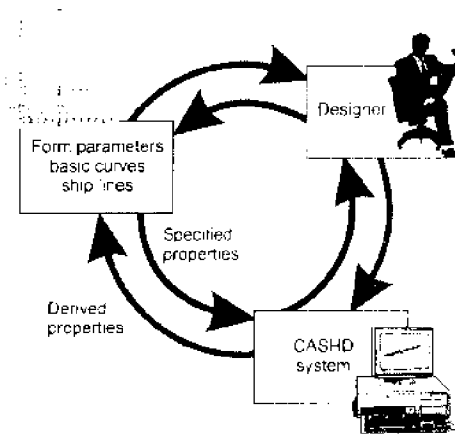 Designer
Form parameters
basic curves
ship lines
Specified
properties
Derived
properties
CASHD
system